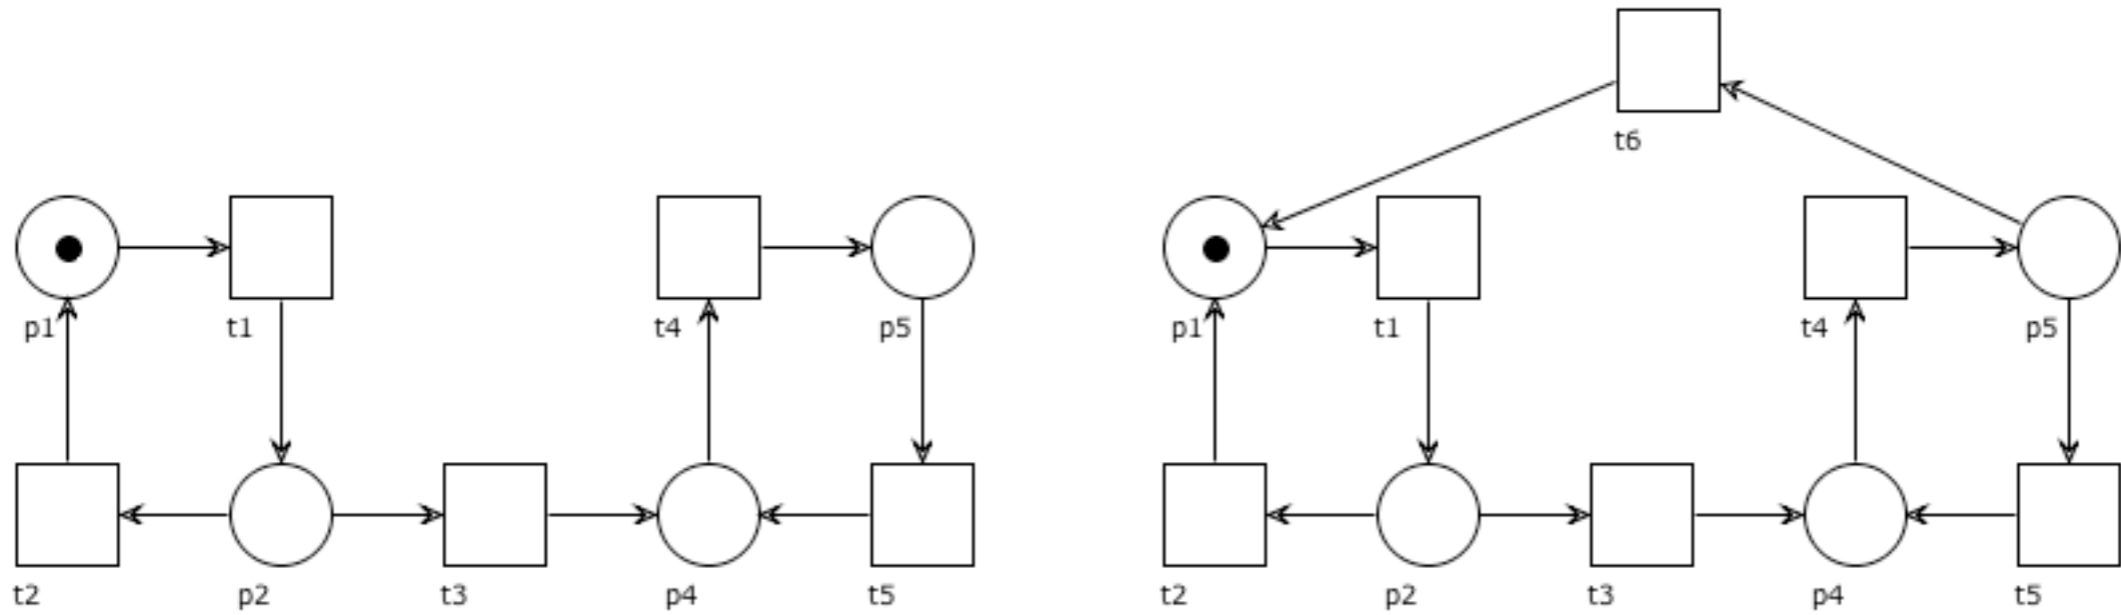 t6
p1 t1 t4 p5 p1 t1 t4 p5
t2 p2 t3 p4 t5 t2 p2 t3 p4 t5